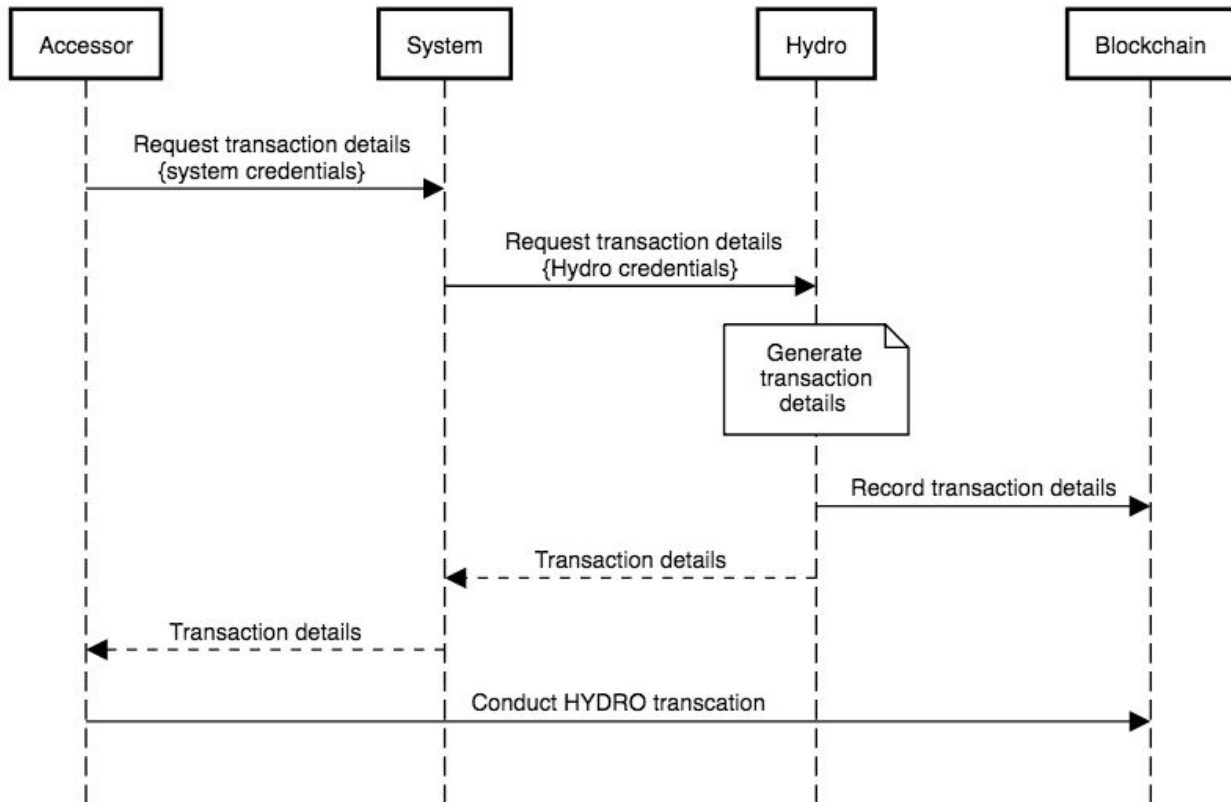 Accessor
System
Hydro
Blockchain
Request transaction details
{system credentials}
Request transaction details
{Hydro credentials}
Generate
transaction
details
Record transaction details
Transaction details
Transaction details
Conduct HYDRO transcation